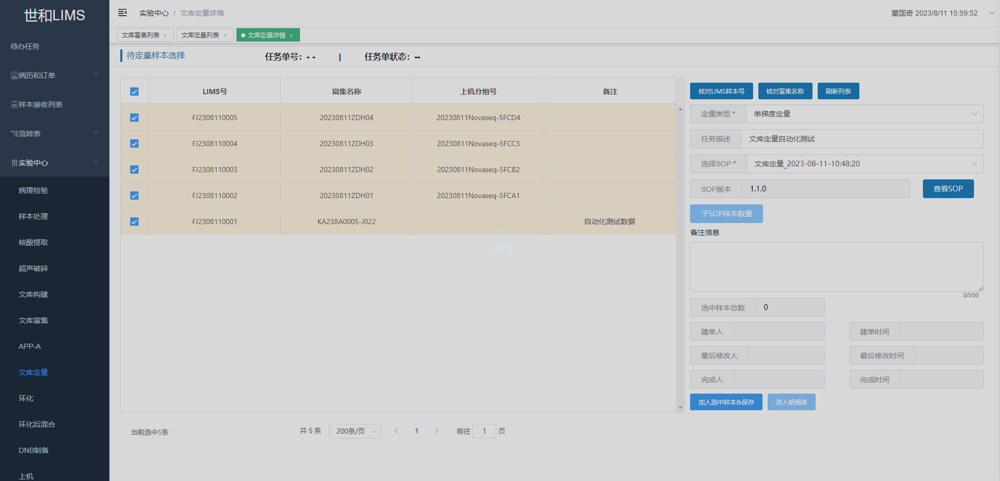 世和LIMS
待办任务
病历和订单
样本接收列表
流转表
实验中心
病理检验
样本处理
核酸提取
超声破碎
文库构建
文库富集
APP-A
文库定量
环化
环化后混合
DNB制备
上机
实验中心 / 文库定量详情
董国奇 2023/8/11 15:59:52
文库富集列表 ×
文库定量列表 ×
文库定量详情 ×
待定量样本选择
任务单号：- -
|
任务单状态：--
LIMS号 富集名称 上机分组号 备注
FJ2308110005 20230811ZDH04 20230811Novaseq-5FCD4
FJ2308110004 20230811ZDH03 20230811Novaseq-5FCC3
FJ2308110003 20230811ZDH02 20230811Novaseq-5FCB2
FJ2308110002 20230811ZDH01 20230811Novaseq-5FCA1
FJ2308110001 KA238A0005-J022 自动化测试数据
Loading
当前选中5条
共 5 条 200条/页 1 前往 1 页
核对LIMS样本号 核对富集名称 刷新列表
定量类型 * 单梯度定量
任务描述 文库定量自动化测试
选择SOP * 文库定量_2023-08-11-10:48:20
SOP版本 1.1.0 查看SOP
子SOP样本数量
备注信息
0/500
选中样本总数 0
建单人 建单时间
最后修改人 最后修改时间
完成人 完成时间
加入选中样本&保存 进入明细表